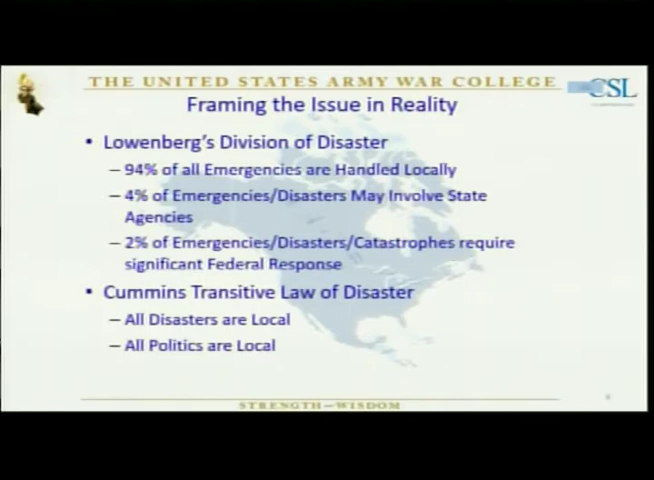 THE UNITED STATES ARMY WAR COLLEGE
CSL
Framing the Issue in Reality
• Lowenberg's Division of Disaster
– 94% of all Emergencies are Handled Locally
– 4% of Emergencies/Disasters May Involve State
Agencies
– 2% of Emergencies/Disasters/Catastrophes require
significant Federal Response
• Cummins Transitive Law of Disaster
– All Disasters are Local
– All Politics are Local
STRENGTH—WISDOM